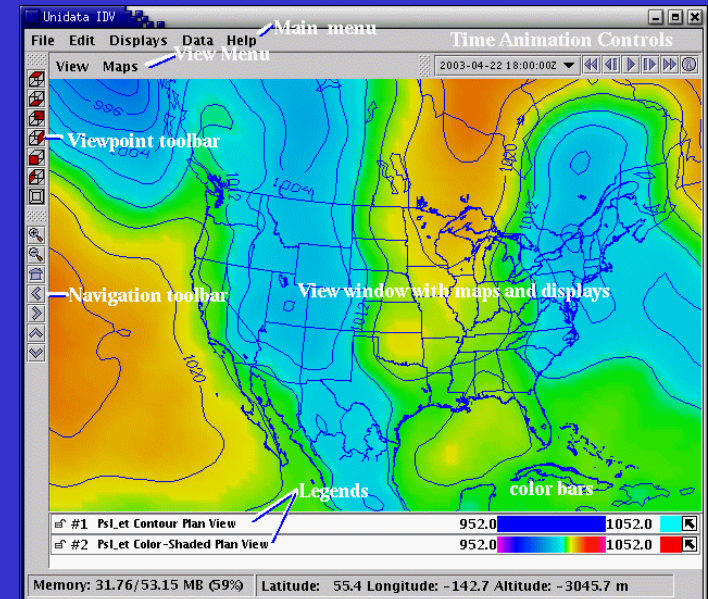 Unidata IDV
File Edit Displays Data Help
Main menu
View Menu
Time Animation Controls
View Maps
2003-04-22 18:00:00Z
996
1004
1012
1004
1020
Viewpoint toolbar
Navigation toolbar
View window with maps and displays
1012
1012
1020
Legends
color bars
#1 Psl_et Contour Plan View 952.0 1052.0
#2 Psl_et Color-Shaded Plan View 952.0 1052.0
Memory: 31.76/53.15 MB (59%) Latitude: 55.4 Longitude: -142.7 Altitude: -3045.7 m